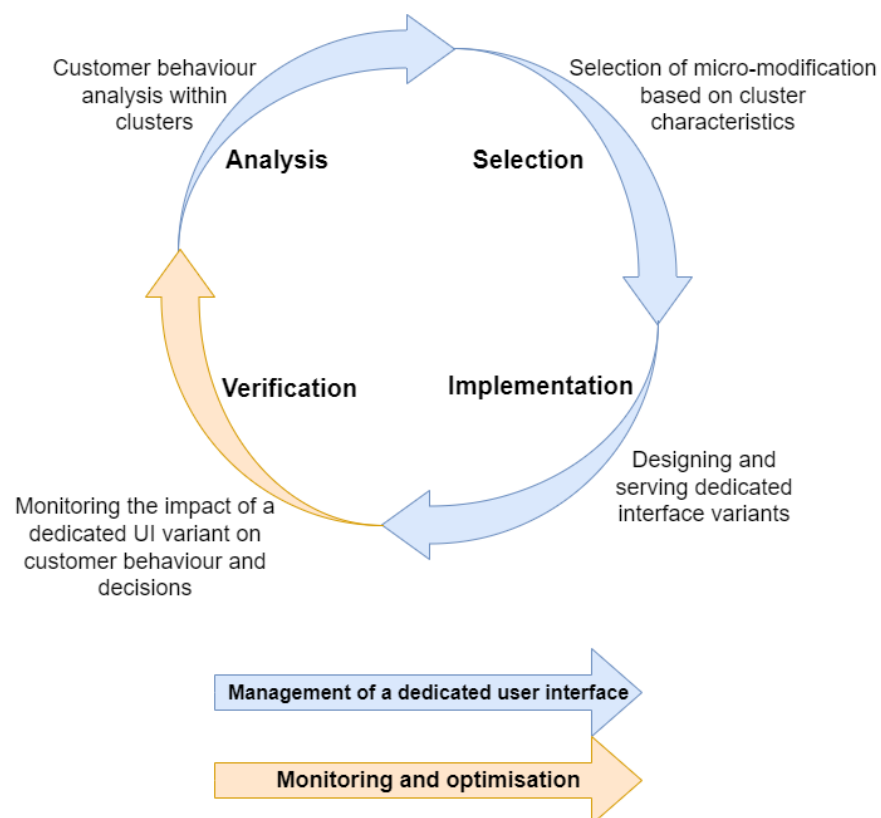 Customer behaviour
analysis within
clusters
Analysis
Selection of micro-modification
based on cluster
characteristics
Selection
Implementation
Designing and
serving dedicated
interface variants
Verification
Monitoring the impact of a
dedicated UI variant on
customer behaviour and
decisions
Management of a dedicated user interface
Monitoring and optimisation